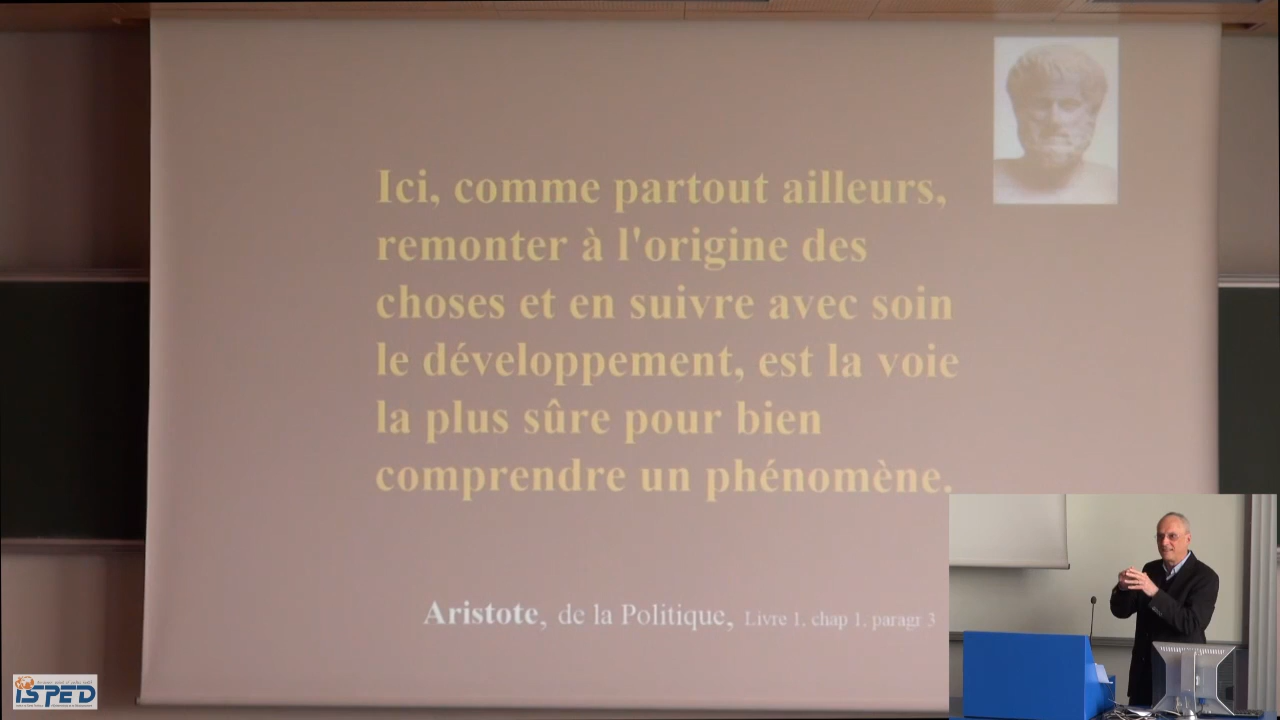 Ici, comme partout ailleurs,
remonter à l'origine des
choses et en suivre avec soin
le développement, est la voie
la plus sûre pour bien
comprendre un phénomène.
Aristote, de la Politique, Livre 1, chap 1, paragr 3
ISPED